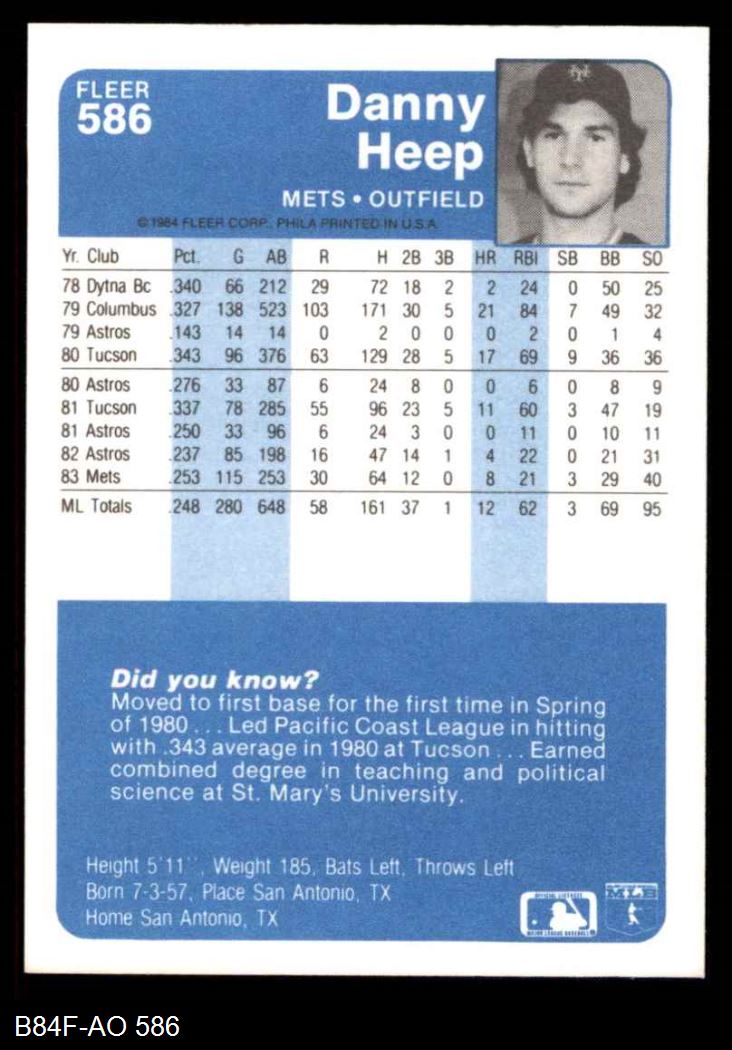 FLEER
586
Danny
Heep
METS • OUTFIELD
©1984 FLEER CORP. PHILA PRINTED IN U.S.A.
Yr. Club Pct. G AB R H 2B 3B HR RBI SB BB SO
78 Dytna Bc .340 66 212 29 72 18 2 2 24 0 50 25
79 Columbus .327 138 523 103 171 30 5 21 84 7 49 32
79 Astros .143 14 14 0 2 0 0 0 2 0 1 4
80 Tucson .343 96 376 63 129 28 5 17 69 9 36 36
80 Astros .276 33 87 6 24 8 0 0 6 0 8 9
81 Tucson .337 78 285 55 96 23 5 11 60 3 47 19
81 Astros .250 33 96 6 24 3 0 0 11 0 10 11
82 Astros .237 85 198 16 47 14 1 4 22 0 21 31
83 Mets .253 115 253 30 64 12 0 8 21 3 29 40
ML Totals .248 280 648 58 161 37 1 12 62 3 69 95
Did you know?
Moved to first base for the first time in Spring
of 1980 . . . Led Pacific Coast League in hitting
with .343 average in 1980 at Tucson . . . Earned
combined degree in teaching and political
science at St. Mary's University.
Height 5'11'', Weight 185, Bats Left, Throws Left
Born 7-3-57, Place San Antonio, TX
Home San Antonio, TX
B84F-AO 586